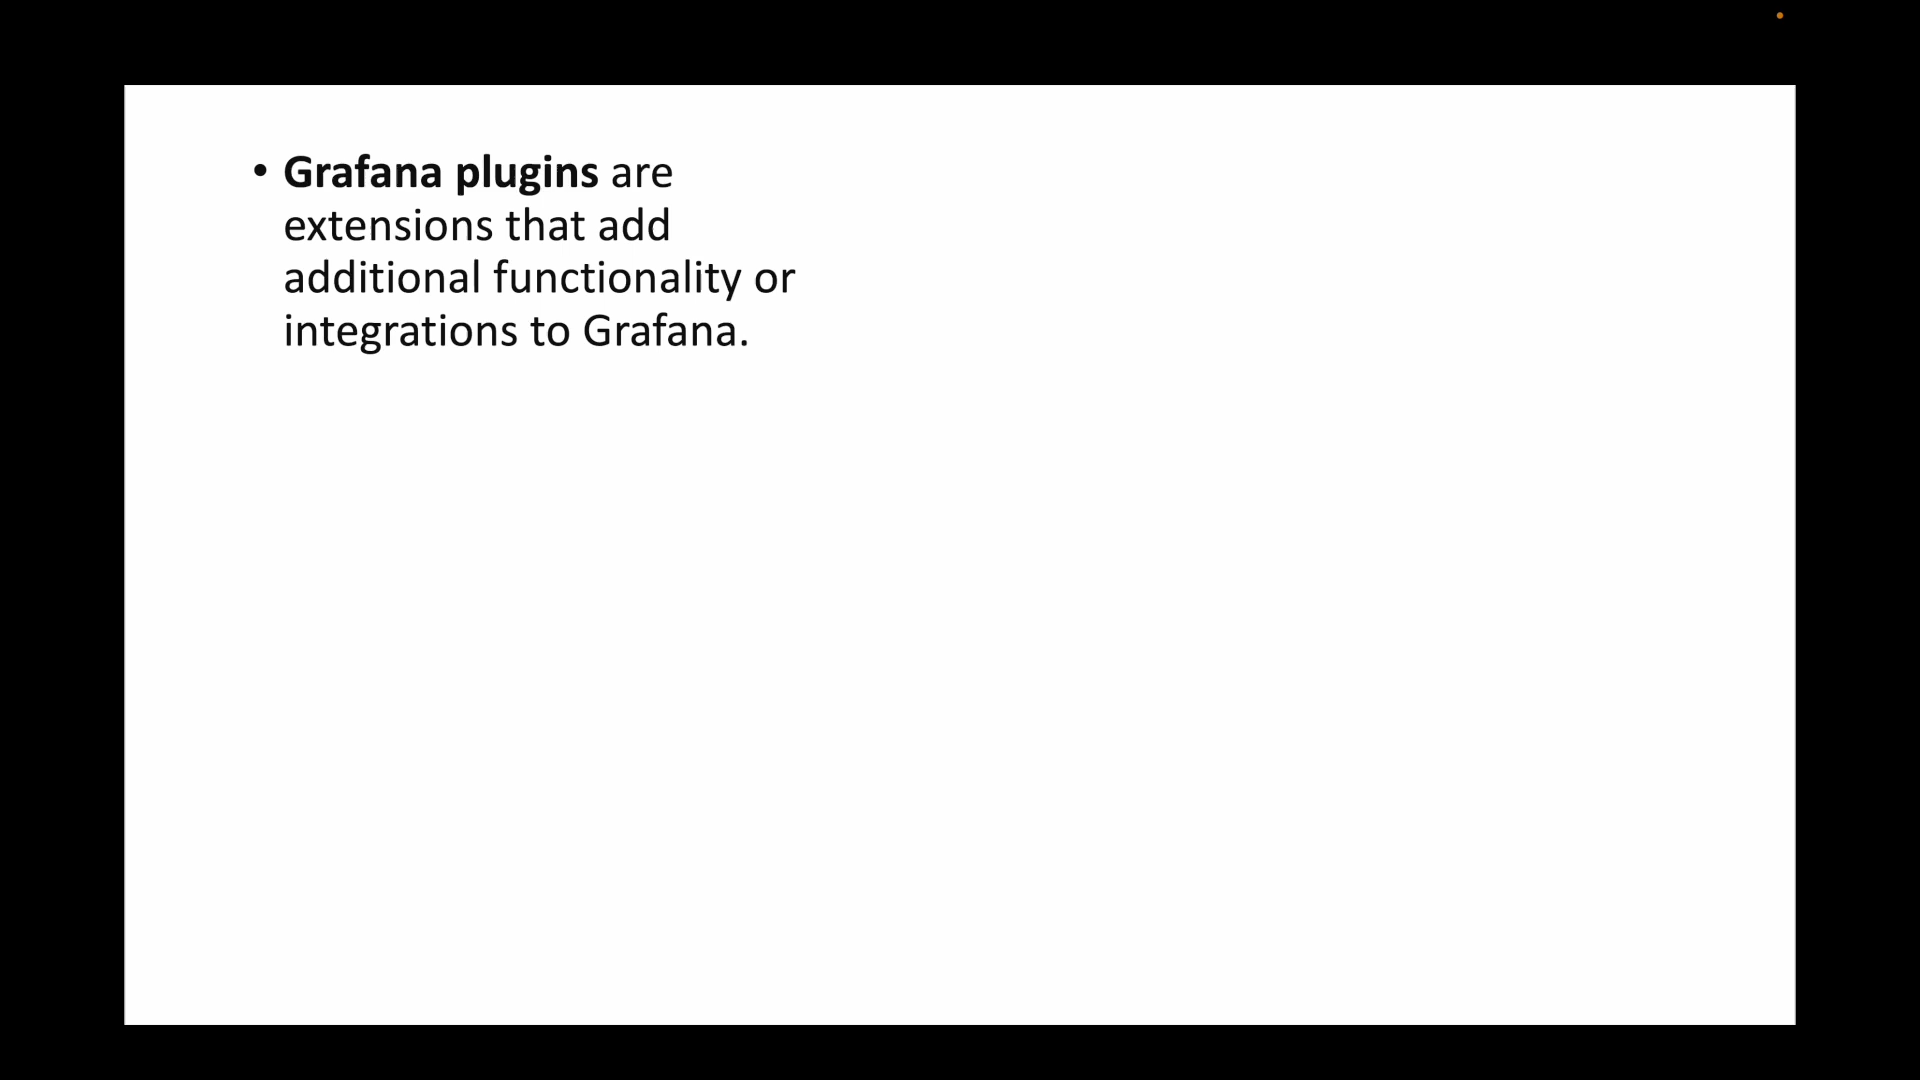 • Grafana plugins are
extensions that add
additional functionality or
integrations to Grafana.